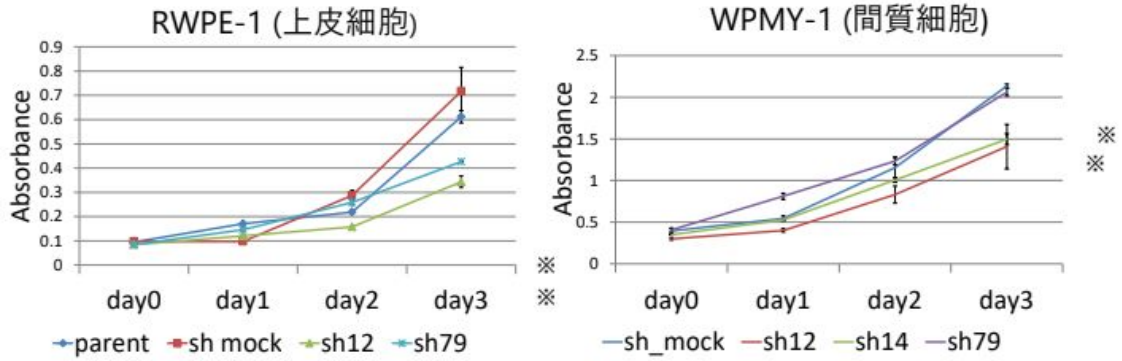 RWPE-1 (上皮細胞)
Absorbance
0.9
0.8
0.7
0.6
0.5
0.4
0.3
0.2
0.1
0
day0 day1 day2 day3
※
※
parent sh mock sh12 sh79
WPMY-1 (間質細胞)
Absorbance
2.5
2
1.5
1
0.5
0
day0 day1 day2 day3
※
※
sh_mock sh12 sh14 sh79